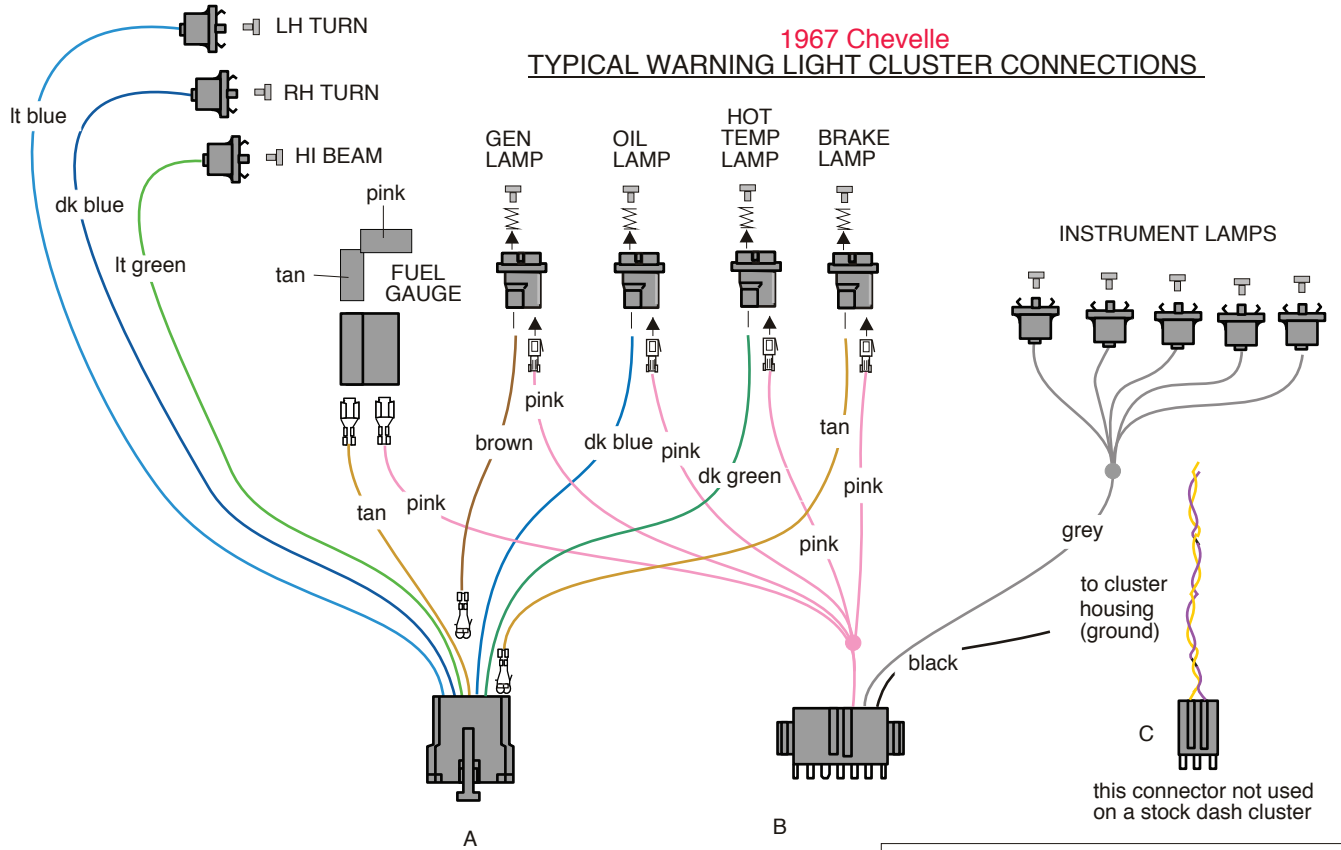 1967 Chevelle
TYPICAL WARNING LIGHT CLUSTER CONNECTIONS
LH TURN
RH TURN
HI BEAM
lt blue
dk blue
lt green
pink
tan
FUEL
GAUGE
GEN
LAMP
OIL
LAMP
HOT
TEMP
LAMP
BRAKE
LAMP
INSTRUMENT LAMPS
pink
brown
dk blue
pink
dk green
tan
pink
pink
tan
pink
grey
black
to cluster
housing
(ground)
A
B
C
this connector not used
on a stock dash cluster